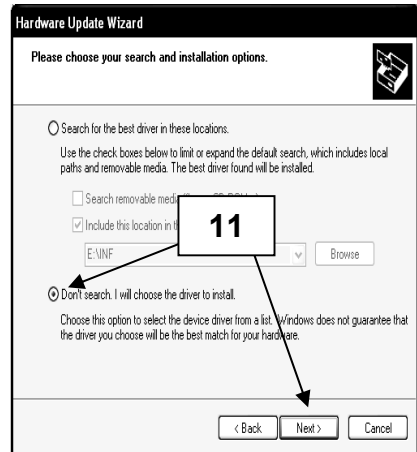 Hardware Update Wizard
Please choose your search and installation options.
Search for the best driver in these locations.
Use the check boxes below to limit or expand the default search, which includes local
paths and removable media. The best driver found will be installed.
Search removable media
Include this location in
11
E:\INF
Browse
Don't search. I will choose the driver to install.
Choose this option to select the device driver from a list. Windows does not guarantee that
the driver you choose will be the best match for your hardware.
< Back
Next >
Cancel